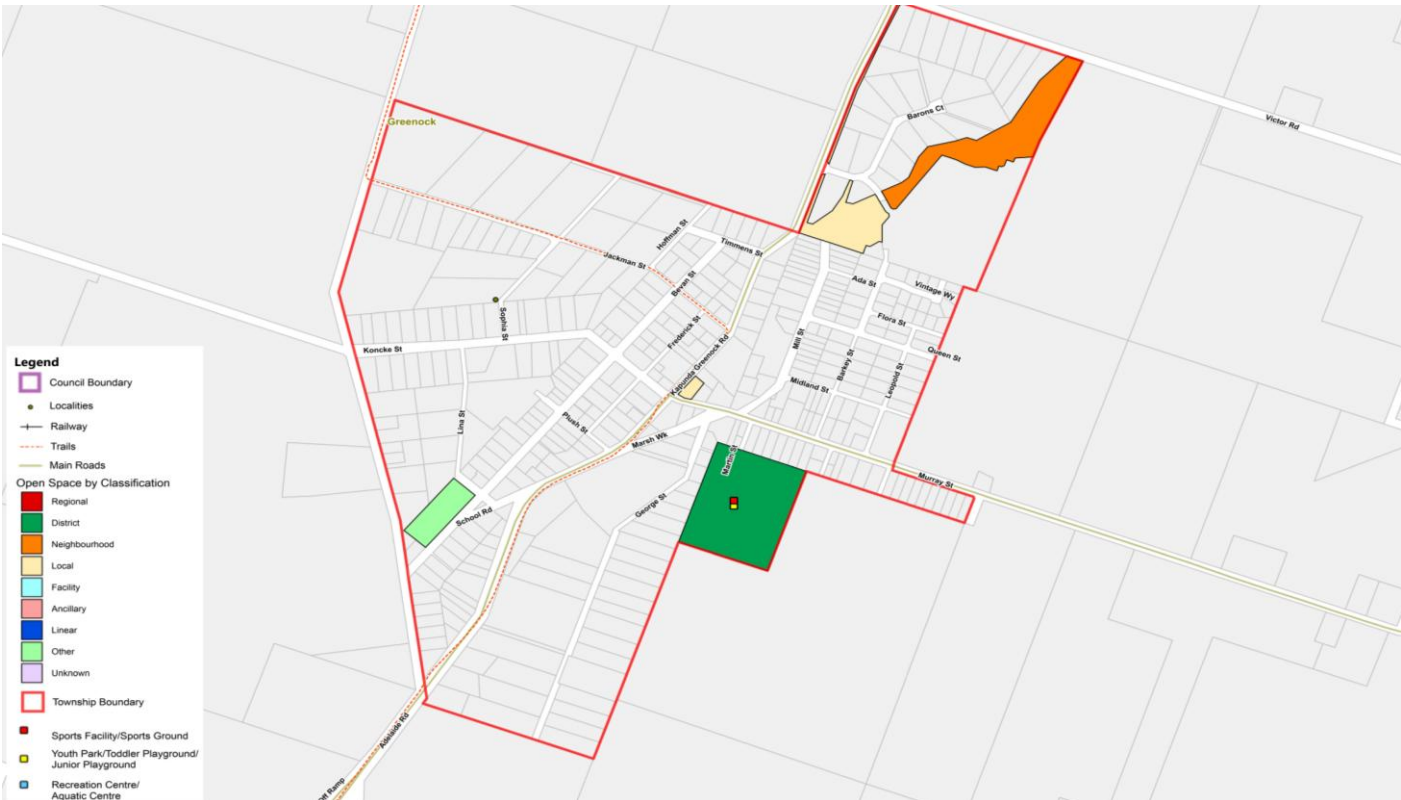 Greenock
Barons Ct
Victor Rd
Hoffman St
Timmens St
Jackman St
Bevan St
Ada St
Vintage Wy
Sophia St
Frederick St
Flora St
Koncke St
Mill St
Queen St
Kapunda Greenock Rd
Barkey St
Leopold St
Midland St
Lina St
Plush St
Marsh Wk
Martin St
Murray St
School Rd
George St
Adelaide Rd
Off Ramp
Legend
Council Boundary
Localities
Railway
Trails
Main Roads
Open Space by Classification
Regional
District
Neighbourhood
Local
Facility
Ancillary
Linear
Other
Unknown
Township Boundary
Sports Facility/Sports Ground
Youth Park/Toddler Playground/
Junior Playground
Recreation Centre/
Aquatic Centre